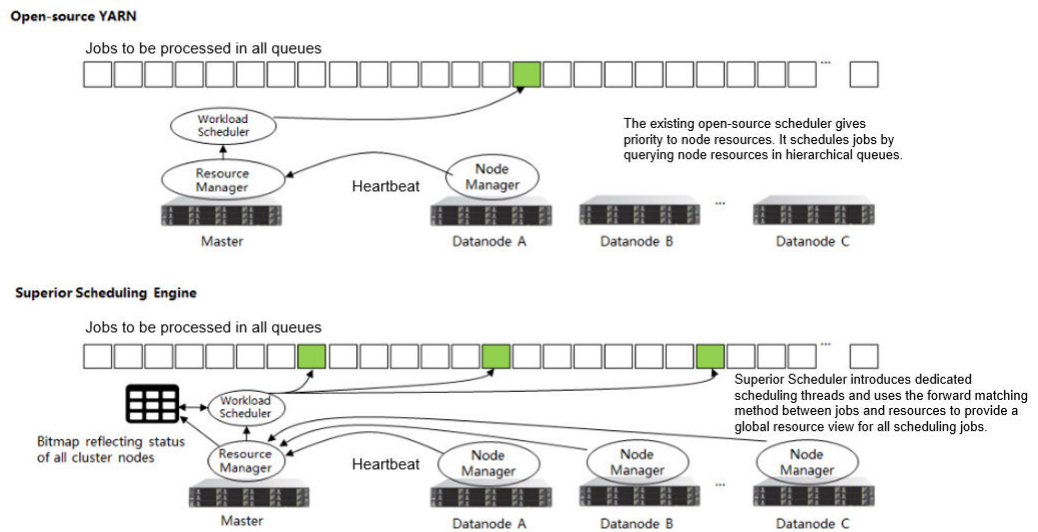 Open-source YARN
Jobs to be processed in all queues
...
Workload
Scheduler
The existing open-source scheduler gives
priority to node resources. It schedules jobs by
querying node resources in hierarchical queues.
Resource
Manager
Heartbeat
Node
Manager
...
Master
Datanode A
Datanode B
Datanode C
Superior Scheduling Engine
Jobs to be processed in all queues
...
Superior Scheduler introduces dedicated
scheduling threads and uses the forward matching
method between jobs and resources to provide a
global resource view for all scheduling jobs.
Workload
Scheduler
Bitmap reflecting status
of all cluster nodes
Resource
Manager
Heartbeat
Node
Manager
Node
Manager
Node
Manager
...
Master
Datanode A
Datanode B
Datanode C